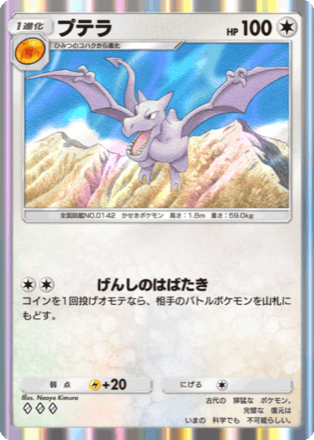 1進化 プテラ HP 100
ひみつのコハクから進化
全国図鑑NO.0142 かせきポケモン 高さ:1.8m 重さ:59.0kg
げんしのはばたき
コインを1回投げオモテなら、相手のバトルポケモンを山札に
もどす。
弱点 +20 にげる
Illus. Naoyo Kimura
古代の 獰猛な ポケモン。
完璧な 復元は
いまの 科学でも 不可能らしい。